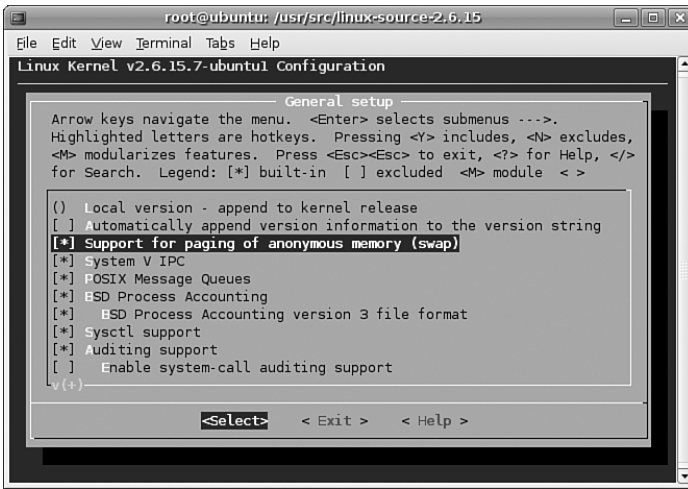 root@ubuntu: /usr/src/linux-source-2.6.15
File Edit View Terminal Tabs Help
Linux Kernel v2.6.15.7-ubuntu1 Configuration
General setup
Arrow keys navigate the menu. <Enter> selects submenus --->.
Highlighted letters are hotkeys. Pressing <Y> includes, <N> excludes,
<M> modularizes features. Press <Esc><Esc> to exit, <?> for Help, </>
for Search. Legend: [*] built-in [ ] excluded <M> module < >
() Local version - append to kernel release
[ ] Automatically append version information to the version string
[*] Support for paging of anonymous memory (swap)
[*] System V IPC
[*] POSIX Message Queues
[*] BSD Process Accounting
[*] BSD Process Accounting version 3 file format
[*] Sysctl support
[*] Auditing support
[ ] Enable system-call auditing support
v(+)
<Select> < Exit > < Help >